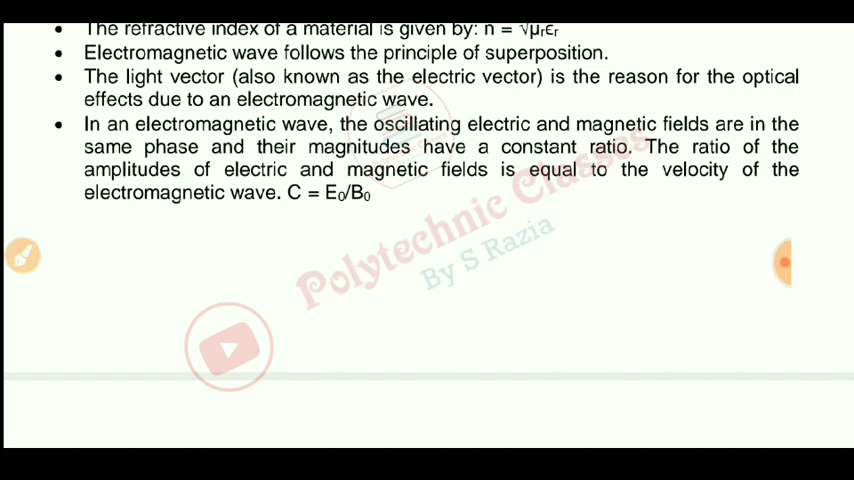 • The refractive index of a material is given by: n = √μᵣεᵣ
• Electromagnetic wave follows the principle of superposition.
• The light vector (also known as the electric vector) is the reason for the optical
effects due to an electromagnetic wave.
• In an electromagnetic wave, the oscillating electric and magnetic fields are in the
same phase and their magnitudes have a constant ratio. The ratio of the
amplitudes of electric and magnetic fields is equal to the velocity of the
electromagnetic wave. C = E₀/B₀
Polytechnic Classes
By S Razia